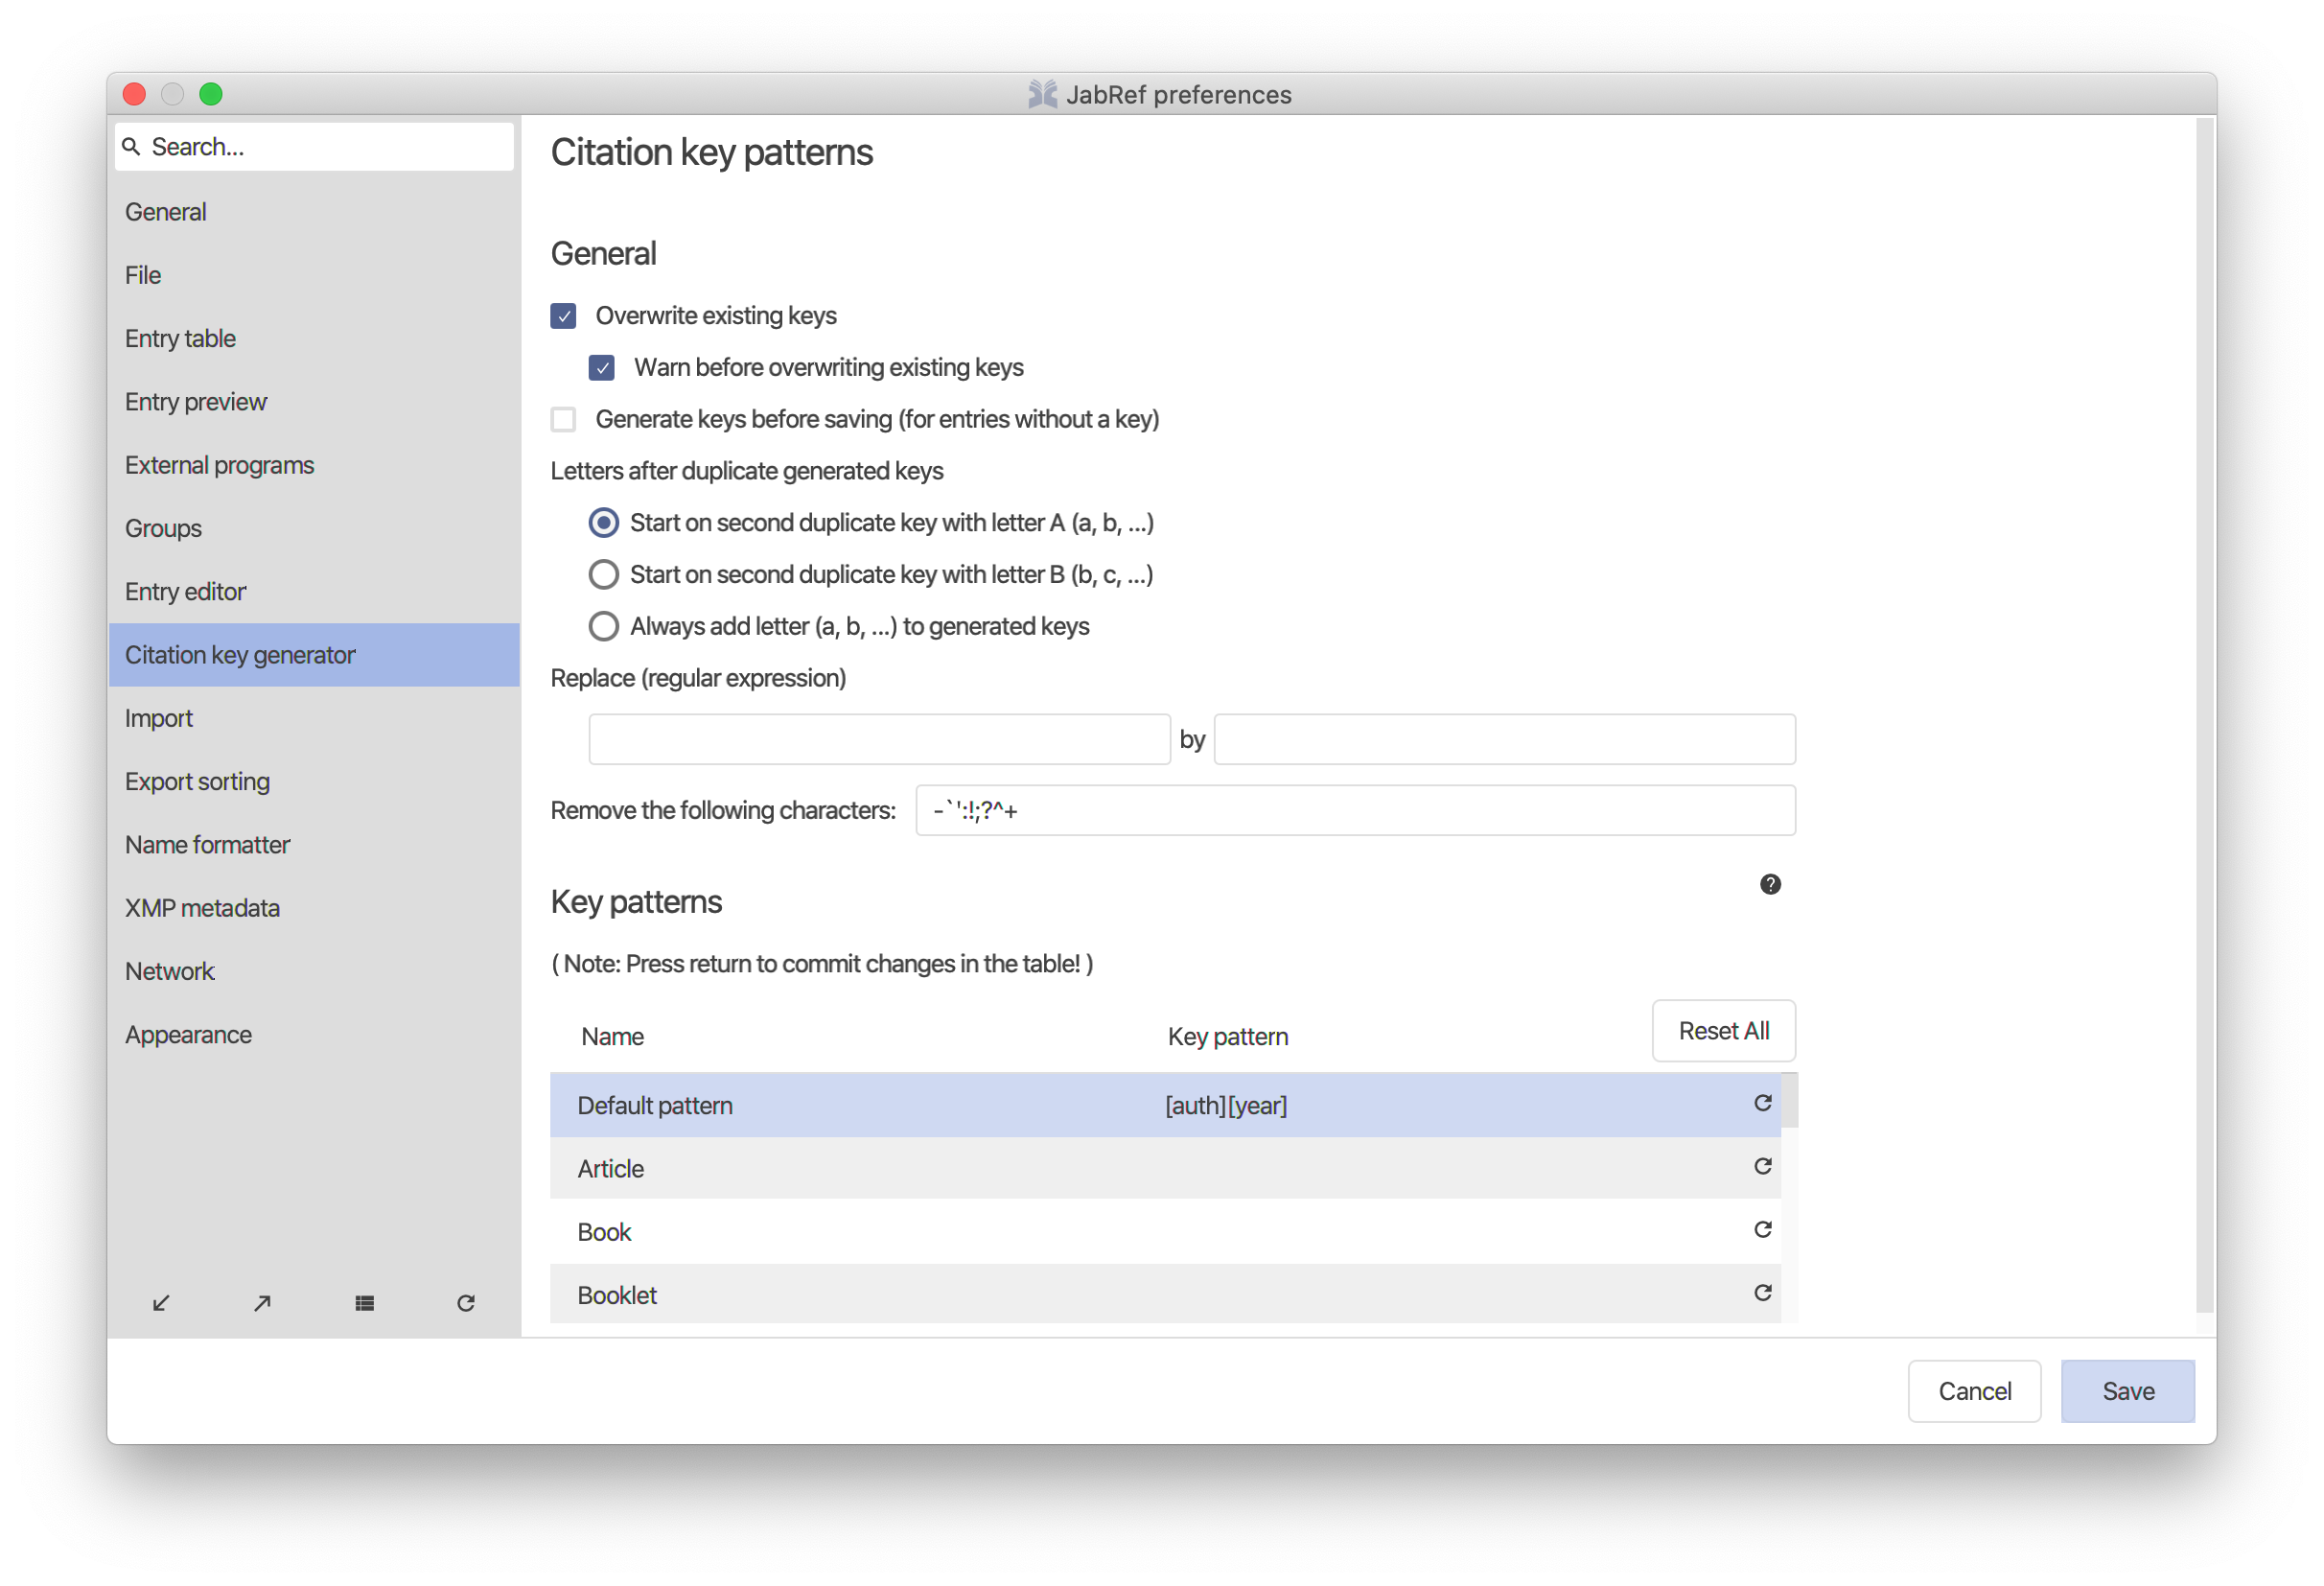 JabRef preferences
Search...
General
File
Entry table
Entry preview
External programs
Groups
Entry editor
Citation key generator
Import
Export sorting
Name formatter
XMP metadata
Network
Appearance
Citation key patterns
General
Overwrite existing keys
Warn before overwriting existing keys
Generate keys before saving (for entries without a key)
Letters after duplicate generated keys
Start on second duplicate key with letter A (a, b, ...)
Start on second duplicate key with letter B (b, c, ...)
Always add letter (a, b, ...) to generated keys
Replace (regular expression)
by
Remove the following characters: -`':!;?^+
Key patterns
( Note: Press return to commit changes in the table! )
Name Key pattern Reset All
Default pattern [auth][year]
Article
Book
Booklet
Cancel Save